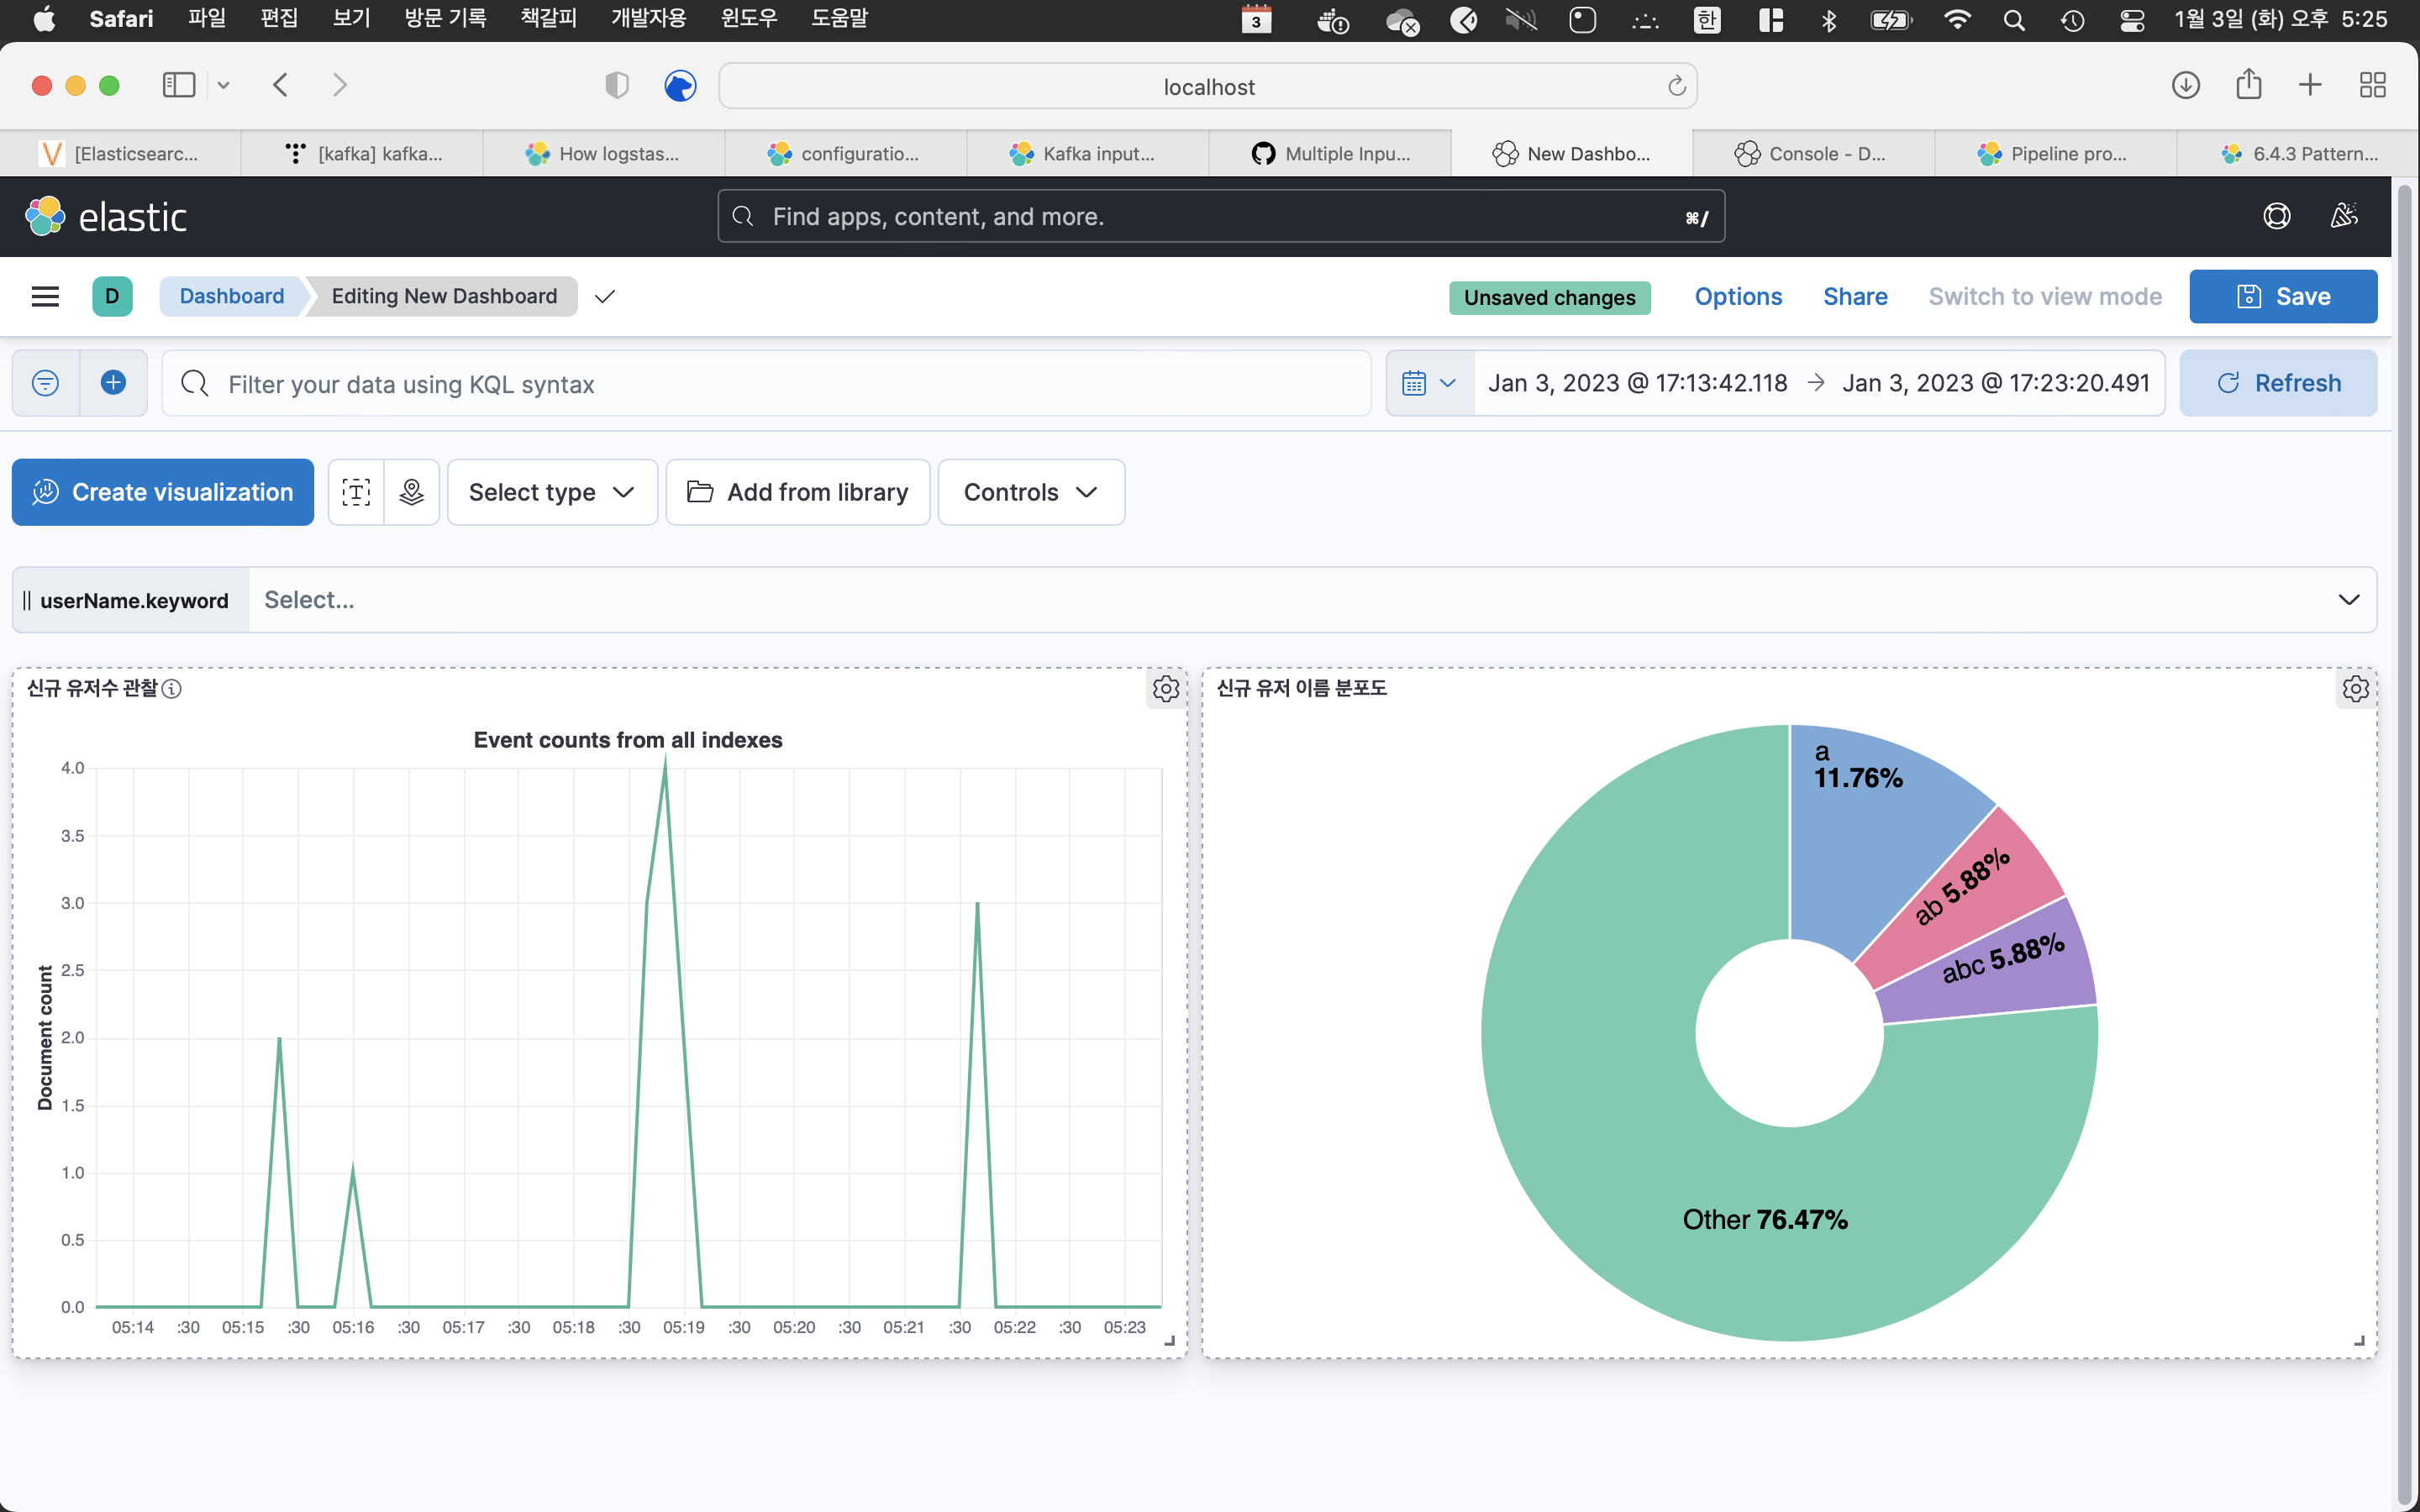 Safari 파일 편집 보기 방문 기록 책갈피 개발자용 윈도우 도움말 3 한 1월 3일 (화) 오후 5:25
localhost
[Elasticsearc... [kafka] kafka... How logstas... configuratio... Kafka input... Multiple Inpu... New Dashbo... Console - D... Pipeline pro... 6.4.3 Pattern...
elastic Find apps, content, and more. ⌘/
D Dashboard Editing New Dashboard Unsaved changes Options Share Switch to view mode Save
Filter your data using KQL syntax Jan 3, 2023 @ 17:13:42.118 → Jan 3, 2023 @ 17:23:20.491 Refresh
Create visualization Select type Add from library Controls
userName.keyword Select...
신규 유저수 관찰
Event counts from all indexes
Document count
4.0
3.5
3.0
2.5
2.0
1.5
1.0
0.5
0.0
05:14 :30 05:15 :30 05:16 :30 05:17 :30 05:18 :30 05:19 :30 05:20 :30 05:21 :30 05:22 :30 05:23
신규 유저 이름 분포도
a
11.76%
ab 5.88%
abc 5.88%
Other 76.47%